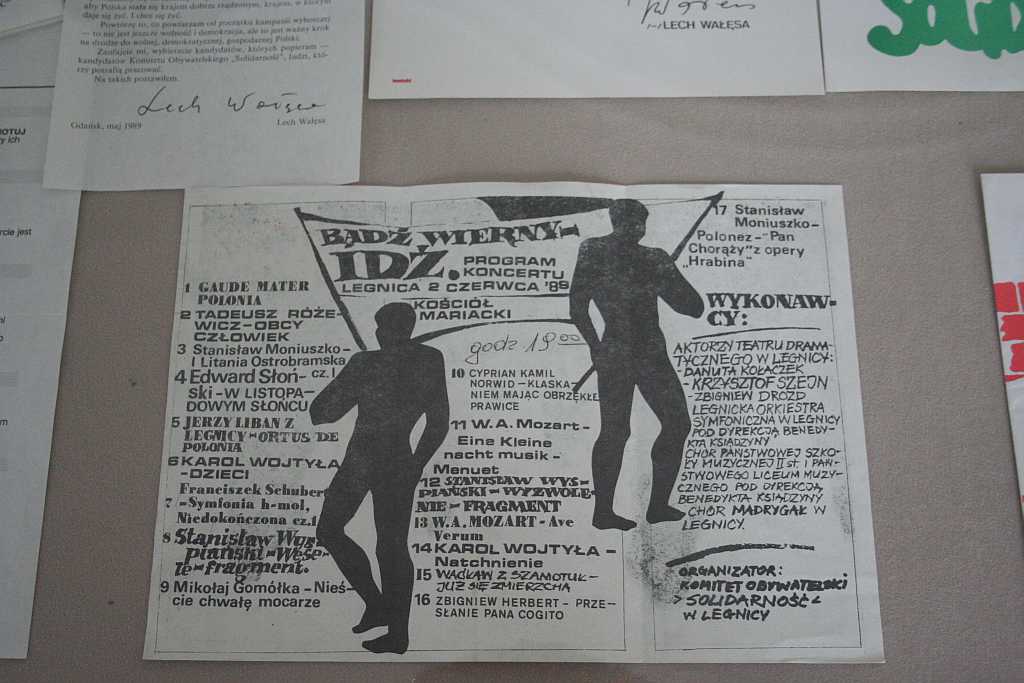 aby Polska stała się krajem dobrze rządzonym, krajem, w którym
daje się żyć. I chce się żyć.
Powtórzę to, co powtarzam od początku kampanii wyborczej
— to nie jest jeszcze wolność i demokracja, ale to jest ważny krok
na drodze do wolnej, demokratycznej, gospodarnej Polski.
Zaufajcie mi, wybierzcie kandydatów, których popieram —
kandydatów Komitetu Obywatelskiego „Solidarność", ludzi, któ-
rzy potrafią pracować.
Na takich postawiłem.
Lech Wałęsa
Gdańsk, maj 1989
Lech Wałęsa
LECH WAŁĘSA
OTUJ
y ich
rcie jest
BĄDŹ WIERNY-
IDŹ. PROGRAM
KONCERTU
LEGNICA 2 CZERWCA '89
KOŚCIÓŁ
MARIACKI
godz 19 00
1 GAUDE MATER
POLONIA
2 TADEUSZ RÓŻE-
WICZ-OBCY
CZŁOWIEK
3 Stanisław Moniuszko-
I Litania Ostrobramska
cz.I
4 Edward Słoń-
ski-W LISTOPA-
DOWYM SŁOŃCU
5 JERZY LIBAN Z
LEGNICY-ORTUS DE
POLONIA
6 KAROL WOJTYŁA
-DZIECI
Franciszek Schubert
7 -Symfonia h-mol,
Niedokończona cz.1
8 Stanisław Wys
piański-Wese-
le-fragment.
9 Mikołaj Gomółka - Nieś-
cie chwałę mocarze
10 CYPRIAN KAMIL
NORWID - KLASKA-
NIEM MAJĄC OBRZĘKŁE
PRAWICE
11 W.A. Mozart-
Eine Kleine
nacht musik -
Menuet
12 STANISŁAW WYS-
PIAŃSKI-WYZWOLE-
NIE-FRAGMENT
13 W.A. MOZART - Ave
Verum
14 KAROL WOJTYŁA -
Natchnienie
15 WACŁAW Z SZAMOTUŁ-
JUŻ SIĘ ZMIERZCHA
16 ZBIGNIEW HERBERT - PRZE-
SŁANIE PANA COGITO
17 Stanisław
Moniuszko-
Polonez-"Pan
Chorąży" z opery
„Hrabina"
WYKONAW-
CY:
AKTORZY TEATRU DRAMA-
TYCZNEGO W LEGNICY:
-DANUTA KOŁACZEK
-KRZYSZTOF SZEJN
-ZBIGNIEW DROZD
LEGNICKA ORKIESTRA
SYMFONICZNA W LEGNICY
POD DYREKCJĄ BENEDY-
KTA KSIĄDZYNY
CHÓR PAŃSTWOWEJ SZKO-
ŁY MUZYCZNEJ II st. I PAŃ-
STWOWEGO LICEUM MUZY-
CZNEGO POD DYREKCJĄ
BENEDYKTA KSIĄDZYNY
CHÓR MADRYGAŁ W
LEGNICY.
ORGANIZATOR:
KOMITET OBYWATELSKI
>SOLIDARNOŚĆ<
W LEGNICY